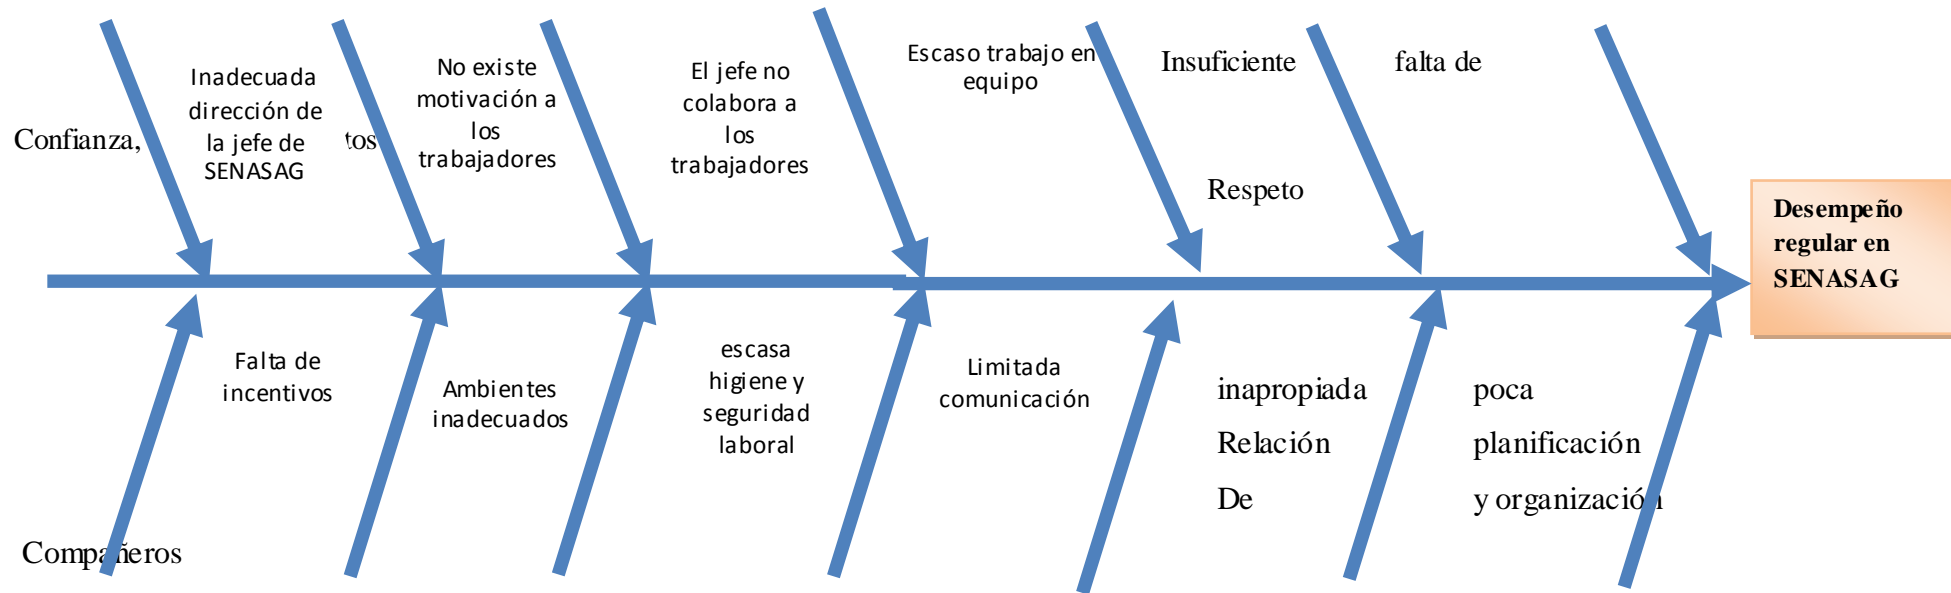 Confianza,
Inadecuada
dirección de
la jefe de
SENASAG
tos
No existe
motivación a
los
trabajadores
El jefe no
colabora a
los
trabajadores
Escaso trabajo en
equipo
Insuficiente
falta de
Respeto
Desempeño
regular en
SENASAG
Falta de
incentivos
Ambientes
inadecuados
escasa
higiene y
seguridad
laboral
Limitada
comunicación
inapropiada
Relación
De
poca
planificación
y organización
Compañeros